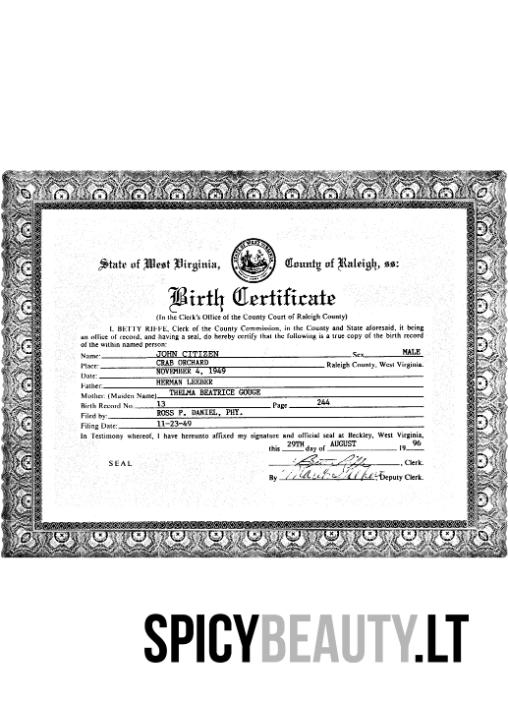 State of West Virginia, County of Raleigh, ss:
Birth Certificate
(In the Clerk's Office of the County Court of Raleigh County)
I, BETTY RIFFE, Clerk of the County Commission, in the County and State aforesaid, it being
an office of record, and having a seal, do hereby certify that the following is a true copy of the birth record
of the within named person:
Name: JOHN CITIZEN Sex MALE
Place: CRAB ORCHARD Raleigh County, West Virginia.
Date: NOVEMBER 4, 1949
Father: HERMAN LEEBER
Mother: (Maiden Name) THELMA BEATRICE GOUGE
Birth Record No. 13 Page 244
Filed by: ROSS P. DANIEL, PHY.
Filing Date: 11-23-49
In Testimony whereof, I have hereunto affixed my signature and official seal at Beckley, West Virginia,
this 29TH day of AUGUST 19 96
SEAL , Clerk.
By Deputy Clerk.
SPICYBEAUTY.LT